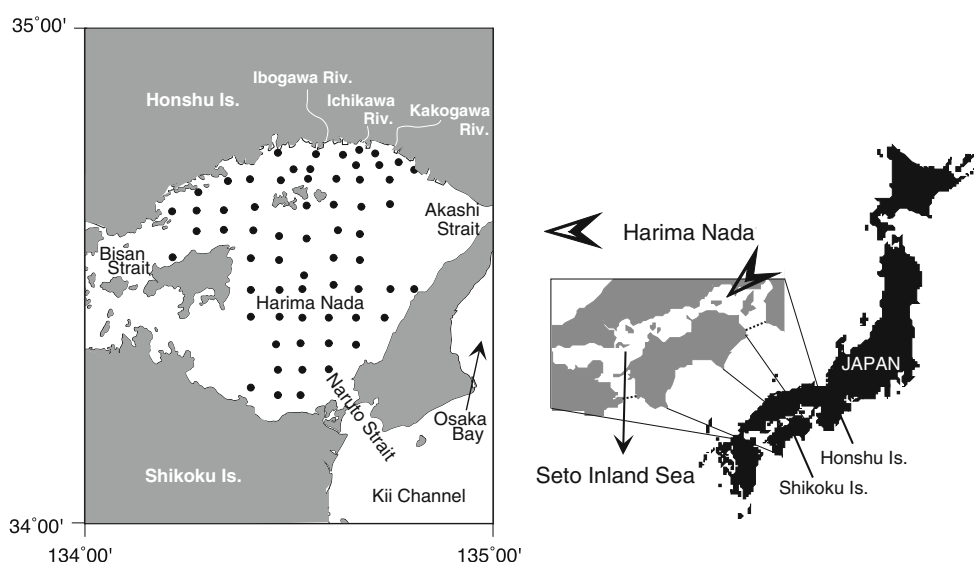 35°00'
Ibogawa Riv.
Honshu Is.
Ichikawa
Riv.
Kakogawa
Riv.
Akashi
Strait
Bisan
Strait
Harima Nada
Naruto Strait
Osaka
Bay
Shikoku Is.
Kii Channel
34°00'
134°00'
135°00'
Harima Nada
JAPAN
Seto Inland Sea
Honshu Is.
Shikoku Is.